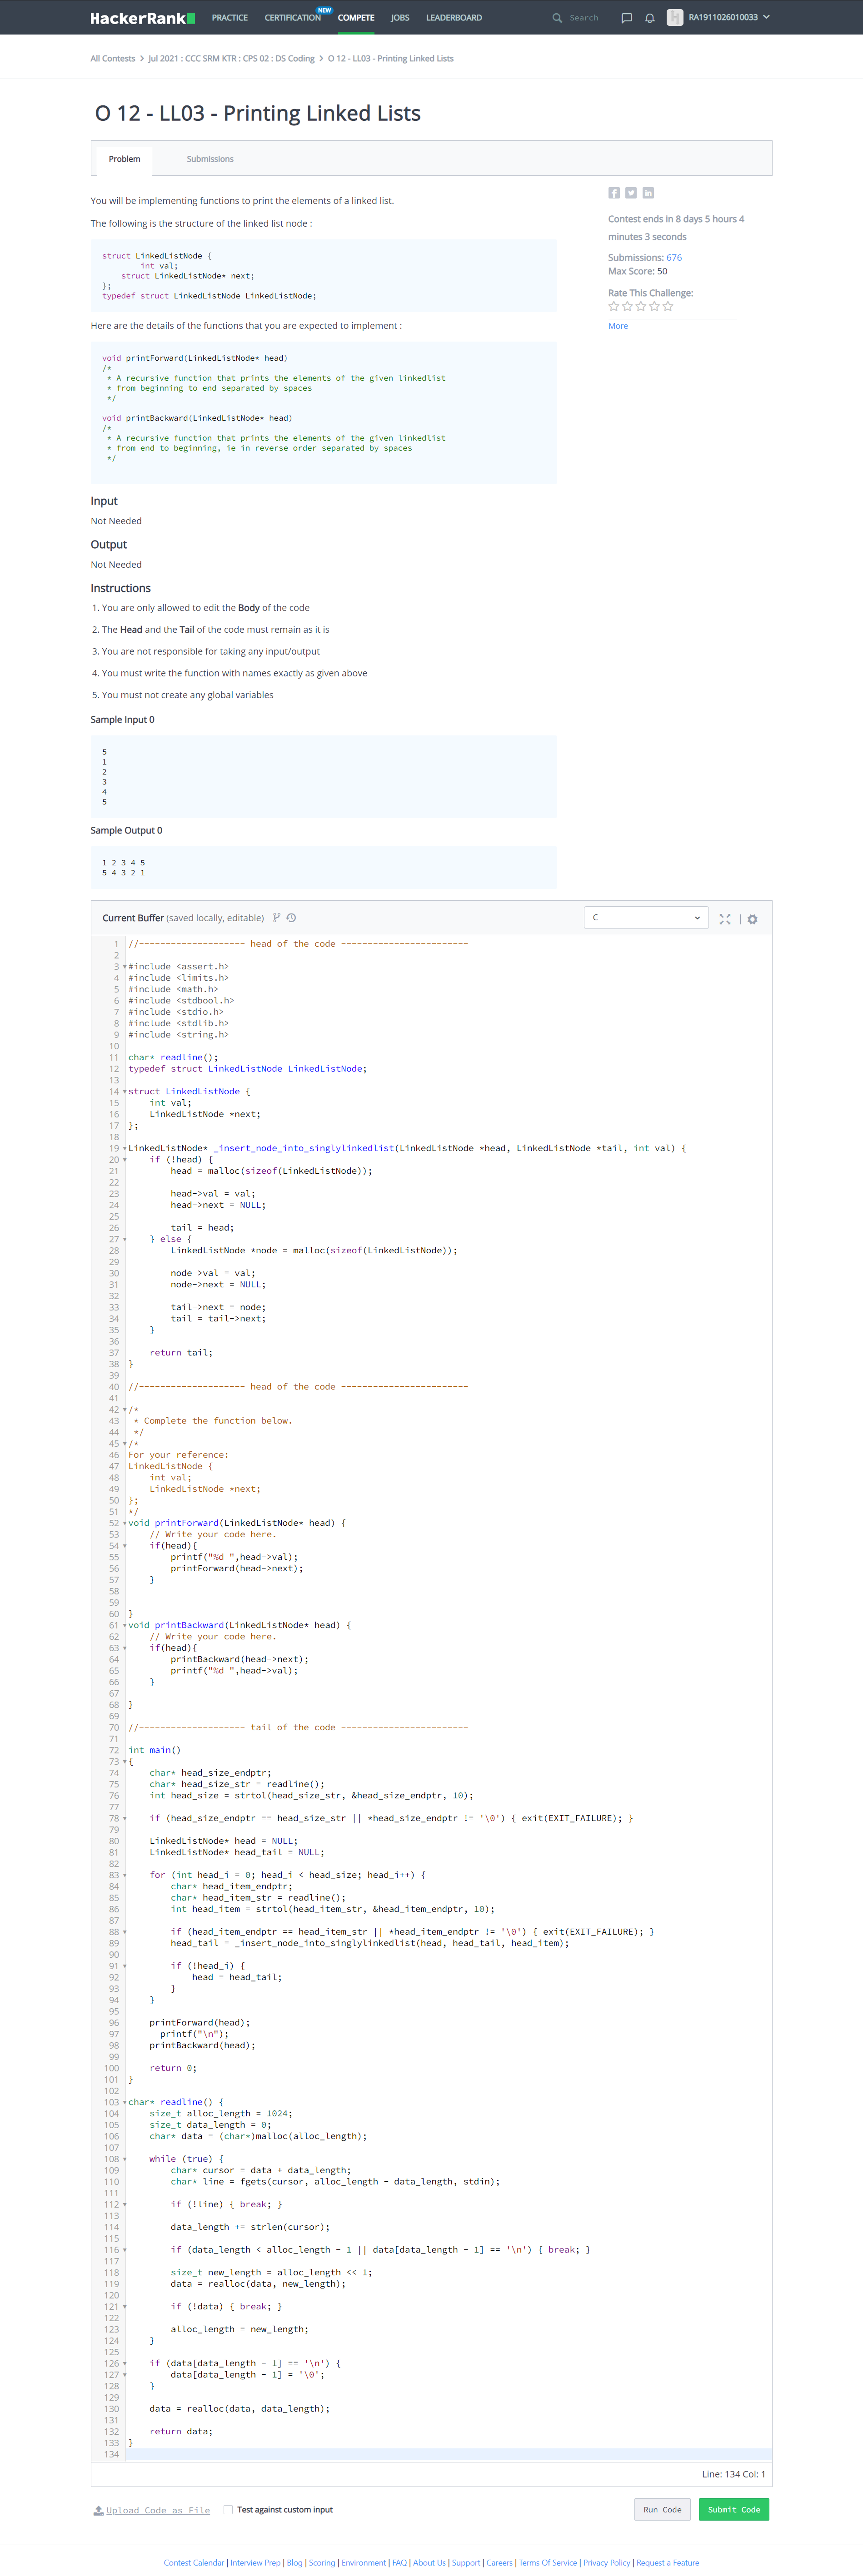 HackerRank PRACTICE CERTIFICATION NEW COMPETE JOBS LEADERBOARD Search RA1911026010033
All Contests > Jul 2021 : CCC SRM KTR : CPS 02 : DS Coding > O 12 - LL03 - Printing Linked Lists
O 12 - LL03 - Printing Linked Lists
Problem Submissions
You will be implementing functions to print the elements of a linked list.
The following is the structure of the linked list node :
struct LinkedListNode {
        int val;
    struct LinkedListNode* next;
};
typedef struct LinkedListNode LinkedListNode;
Here are the details of the functions that you are expected to implement :
void printForward(LinkedListNode* head)
/*
 * A recursive function that prints the elements of the given linkedlist
 * from beginning to end separated by spaces
 */
void printBackward(LinkedListNode* head)
/*
 * A recursive function that prints the elements of the given linkedlist
 * from end to beginning, ie in reverse order separated by spaces
 */
Contest ends in 8 days 5 hours 4
minutes 3 seconds
Submissions: 676
Max Score: 50
Rate This Challenge:
More
Input
Not Needed
Output
Not Needed
Instructions
1. You are only allowed to edit the Body of the code
2. The Head and the Tail of the code must remain as it is
3. You are not responsible for taking any input/output
4. You must write the function with names exactly as given above
5. You must not create any global variables
Sample Input 0
5
1
2
3
4
5
Sample Output 0
1 2 3 4 5
5 4 3 2 1
Current Buffer (saved locally, editable) C
1 //-------------------- head of the code ------------------------
2
3 #include <assert.h>
4 #include <limits.h>
5 #include <math.h>
6 #include <stdbool.h>
7 #include <stdio.h>
8 #include <stdlib.h>
9 #include <string.h>
10
11 char* readline();
12 typedef struct LinkedListNode LinkedListNode;
13
14 struct LinkedListNode {
15     int val;
16     LinkedListNode *next;
17 };
18
19 LinkedListNode* _insert_node_into_singlylinkedlist(LinkedListNode *head, LinkedListNode *tail, int val) {
20     if (!head) {
21         head = malloc(sizeof(LinkedListNode));
22
23         head->val = val;
24         head->next = NULL;
25
26         tail = head;
27     } else {
28         LinkedListNode *node = malloc(sizeof(LinkedListNode));
29
30         node->val = val;
31         node->next = NULL;
32
33         tail->next = node;
34         tail = tail->next;
35     }
36
37     return tail;
38 }
39
40 //-------------------- head of the code ------------------------
41
42 /*
43  * Complete the function below.
44  */
45 /*
46 For your reference:
47 LinkedListNode {
48     int val;
49     LinkedListNode *next;
50 };
51 */
52 void printForward(LinkedListNode* head) {
53     // Write your code here.
54     if(head){
55         printf("%d ",head->val);
56         printForward(head->next);
57     }
58
59
60 }
61 void printBackward(LinkedListNode* head) {
62     // Write your code here.
63     if(head){
64         printBackward(head->next);
65         printf("%d ",head->val);
66     }
67
68 }
69
70 //-------------------- tail of the code ------------------------
71
72 int main()
73 {
74     char* head_size_endptr;
75     char* head_size_str = readline();
76     int head_size = strtol(head_size_str, &head_size_endptr, 10);
77
78     if (head_size_endptr == head_size_str || *head_size_endptr != '\0') { exit(EXIT_FAILURE); }
79
80     LinkedListNode* head = NULL;
81     LinkedListNode* head_tail = NULL;
82
83     for (int head_i = 0; head_i < head_size; head_i++) {
84         char* head_item_endptr;
85         char* head_item_str = readline();
86         int head_item = strtol(head_item_str, &head_item_endptr, 10);
87
88         if (head_item_endptr == head_item_str || *head_item_endptr != '\0') { exit(EXIT_FAILURE); }
89         head_tail = _insert_node_into_singlylinkedlist(head, head_tail, head_item);
90
91         if (!head_i) {
92             head = head_tail;
93         }
94     }
95
96     printForward(head);
97       printf("\n");
98     printBackward(head);
99
100     return 0;
101 }
102
103 char* readline() {
104     size_t alloc_length = 1024;
105     size_t data_length = 0;
106     char* data = (char*)malloc(alloc_length);
107
108     while (true) {
109         char* cursor = data + data_length;
110         char* line = fgets(cursor, alloc_length - data_length, stdin);
111
112         if (!line) { break; }
113
114         data_length += strlen(cursor);
115
116         if (data_length < alloc_length - 1 || data[data_length - 1] == '\n') { break; }
117
118         size_t new_length = alloc_length << 1;
119         data = realloc(data, new_length);
120
121         if (!data) { break; }
122
123         alloc_length = new_length;
124     }
125
126     if (data[data_length - 1] == '\n') {
127         data[data_length - 1] = '\0';
128     }
129
130     data = realloc(data, data_length);
131
132     return data;
133 }
134
Line: 134 Col: 1
Upload Code as File Test against custom input Run Code Submit Code
Contest Calendar | Interview Prep | Blog | Scoring | Environment | FAQ | About Us | Support | Careers | Terms Of Service | Privacy Policy | Request a Feature